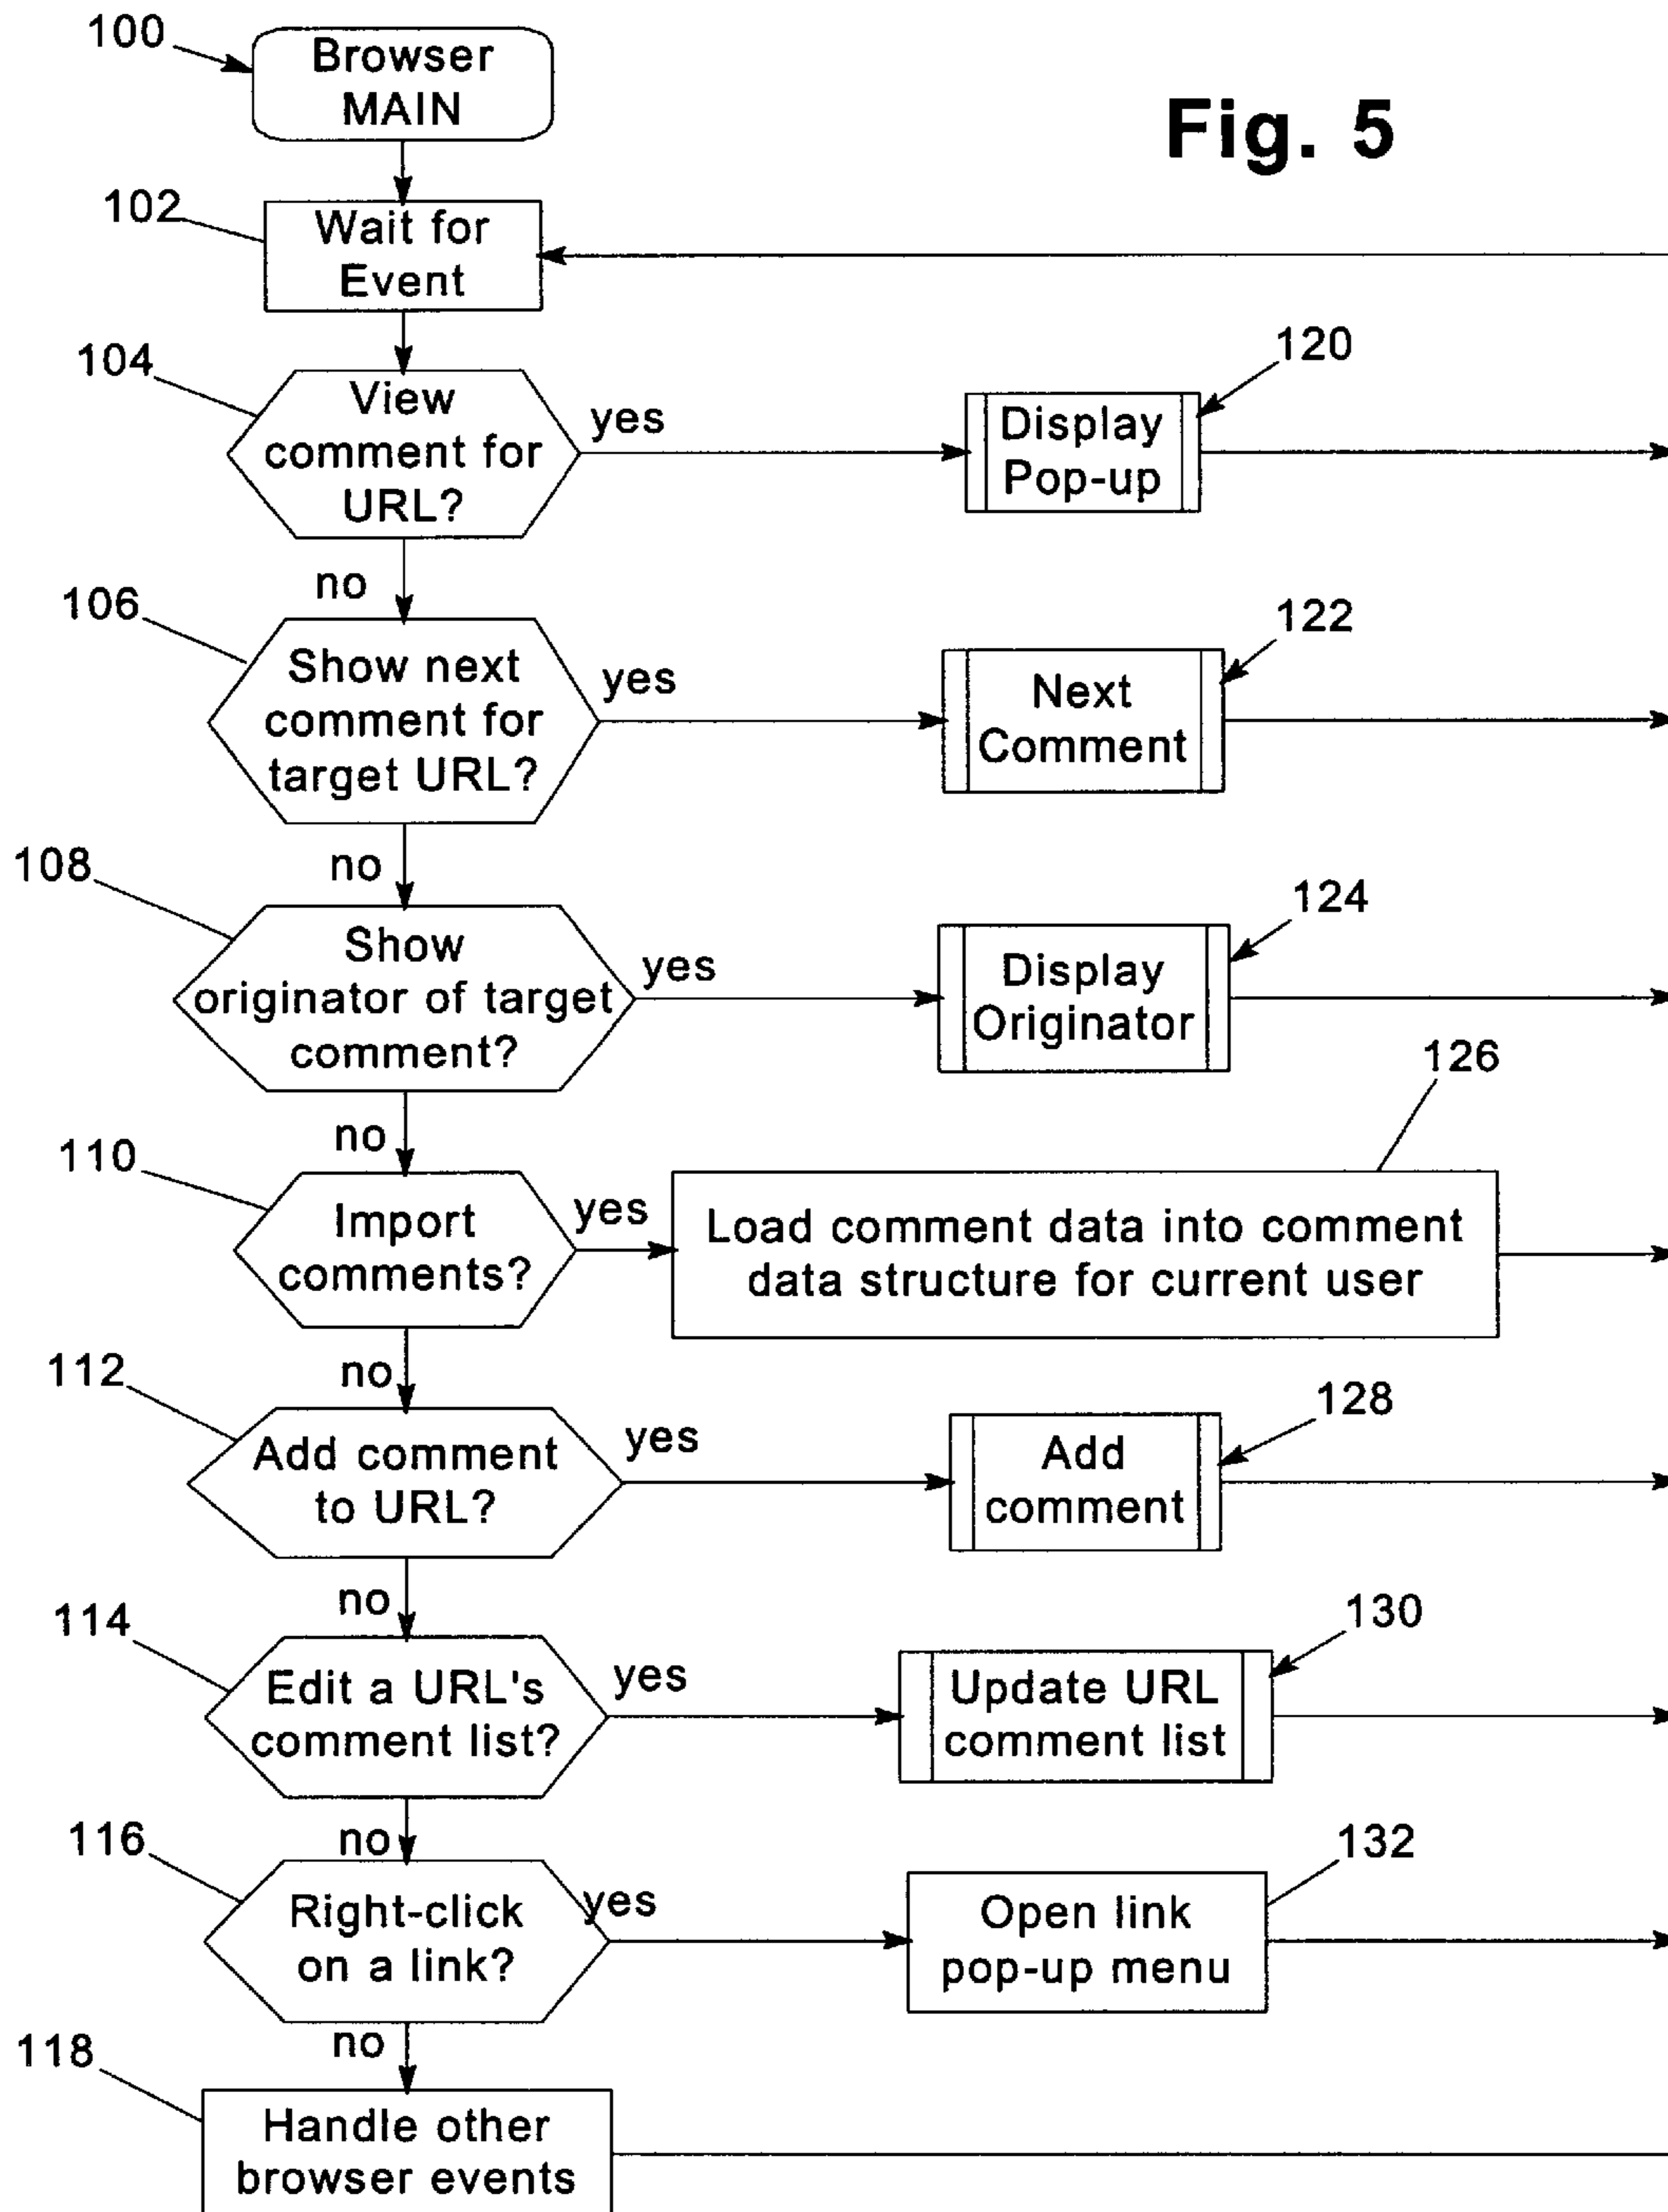 100
Browser
MAIN
Fig. 5
102
Wait for
Event
104
View
comment for
URL?
yes
120
Display
Pop-up
no
106
Show next
comment for
target URL?
yes
122
Next
Comment
no
108
Show
originator of target
comment?
yes
124
Display
Originator
no
126
110
Import
comments?
yes
Load comment data into comment
data structure for current user
no
112
Add comment
to URL?
yes
128
Add
comment
no
114
Edit a URL's
comment list?
yes
130
Update URL
comment list
no
116
Right-click
on a link?
yes
132
Open link
pop-up menu
no
118
Handle other
browser events